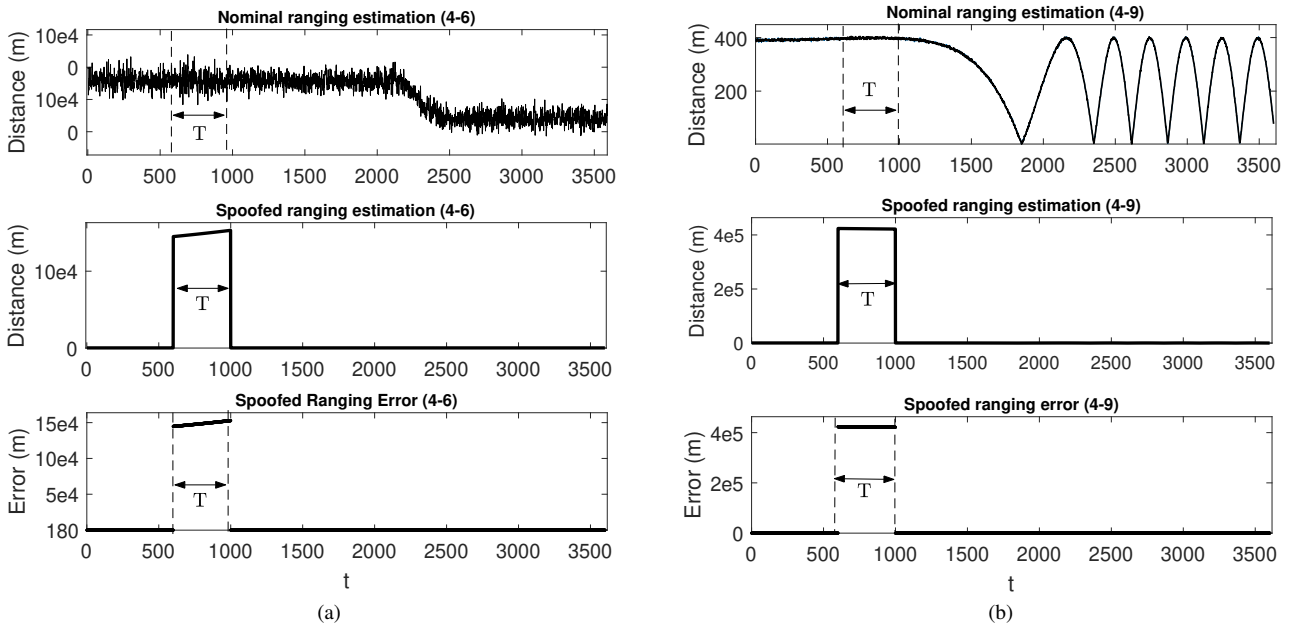 Nominal ranging estimation (4-6)
Distance (m)
10e4
0
10e4
0
T
0 500 1000 1500 2000 2500 3000 3500
Spoofed ranging estimation (4-6)
Distance (m)
10e4
0
T
0 500 1000 1500 2000 2500 3000 3500
Spoofed Ranging Error (4-6)
Error (m)
15e4
10e4
5e4
180
T
0 500 1000 1500 2000 2500 3000 3500
t
(a)
Nominal ranging estimation (4-9)
Distance (m)
400
200
T
0 500 1000 1500 2000 2500 3000 3500
Spoofed ranging estimation (4-9)
Distance (m)
4e5
2e5
0
T
0 500 1000 1500 2000 2500 3000 3500
Spoofed ranging error (4-9)
Error (m)
4e5
2e5
0
T
0 500 1000 1500 2000 2500 3000 3500
t
(b)